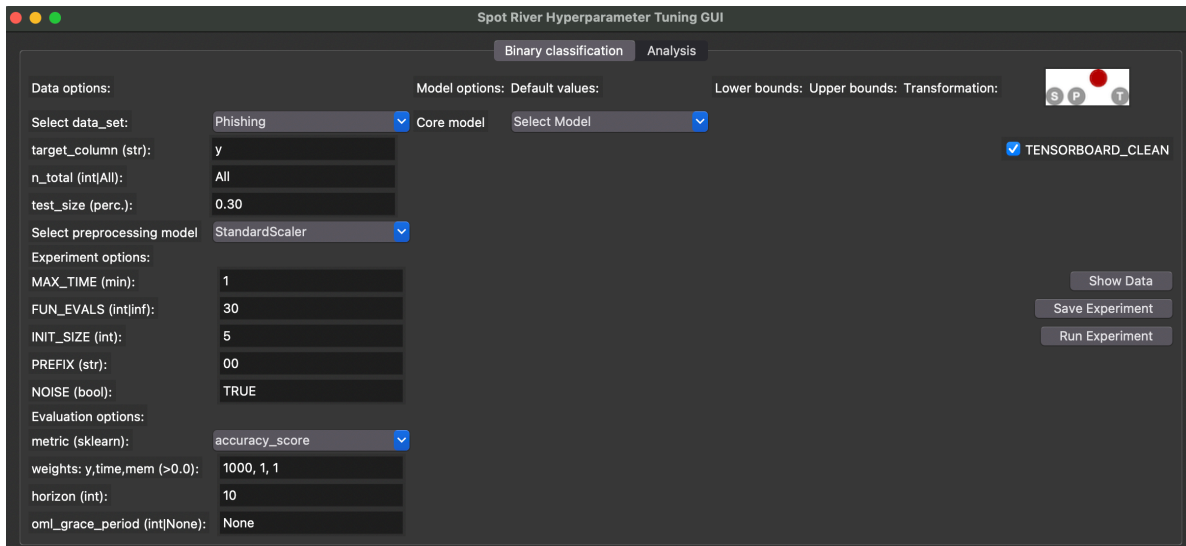 Spot River Hyperparameter Tuning GUI
Binary classification Analysis
Data options: Model options: Default values: Lower bounds: Upper bounds: Transformation:
S P T
Select data_set: Phishing Core model Select Model
target_column (str): y TENSORBOARD_CLEAN
n_total (int|All): All
test_size (perc.): 0.30
Select preprocessing model StandardScaler
Experiment options:
MAX_TIME (min): 1 Show Data
FUN_EVALS (int|inf): 30 Save Experiment
INIT_SIZE (int): 5 Run Experiment
PREFIX (str): 00
NOISE (bool): TRUE
Evaluation options:
metric (sklearn): accuracy_score
weights: y,time,mem (>0.0): 1000, 1, 1
horizon (int): 10
oml_grace_period (int|None): None